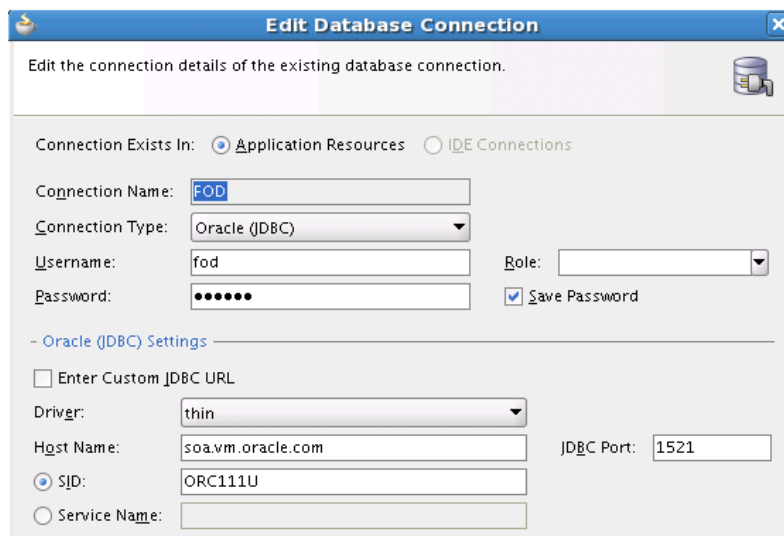 Edit Database Connection
Edit the connection details of the existing database connection.
Connection Exists In: Application Resources IDE Connections
Connection Name: FOD
Connection Type: Oracle (JDBC)
Username: fod Role:
Password: •••••• Save Password
Oracle (JDBC) Settings
Enter Custom JDBC URL
Driver: thin
Host Name: soa.vm.oracle.com JDBC Port: 1521
SID: ORC111U
Service Name: